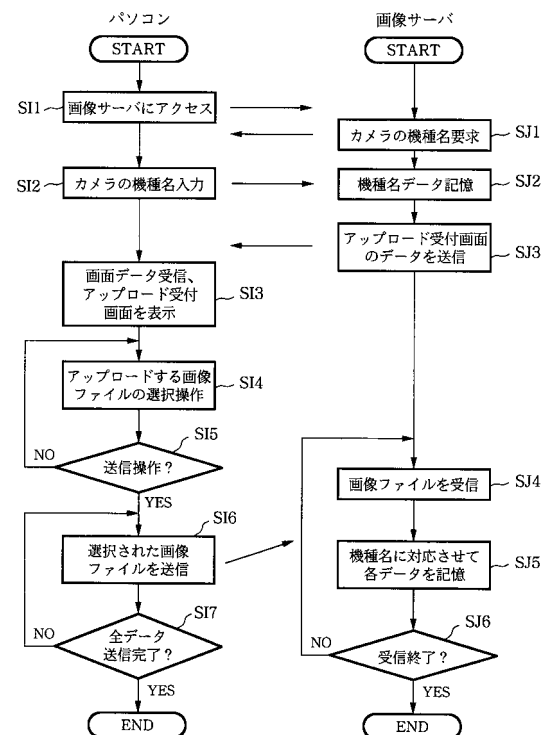 パソコン
START
SI1
画像サーバにアクセス
SI2
カメラの機種名入力
画面データ受信、
アップロード受付
画面を表示
SI3
アップロードする画像
ファイルの選択操作
SI4
SI5
送信操作?
NO
YES
SI6
選択された画像
ファイルを送信
SI7
全データ
送信完了?
NO
YES
END
画像サーバ
START
カメラの機種名要求
SJ1
機種名データ記憶
SJ2
アップロード受付画面
のデータを送信
SJ3
画像ファイルを受信
SJ4
機種名に対応させて
各データを記憶
SJ5
SJ6
受信終了?
NO
YES
END